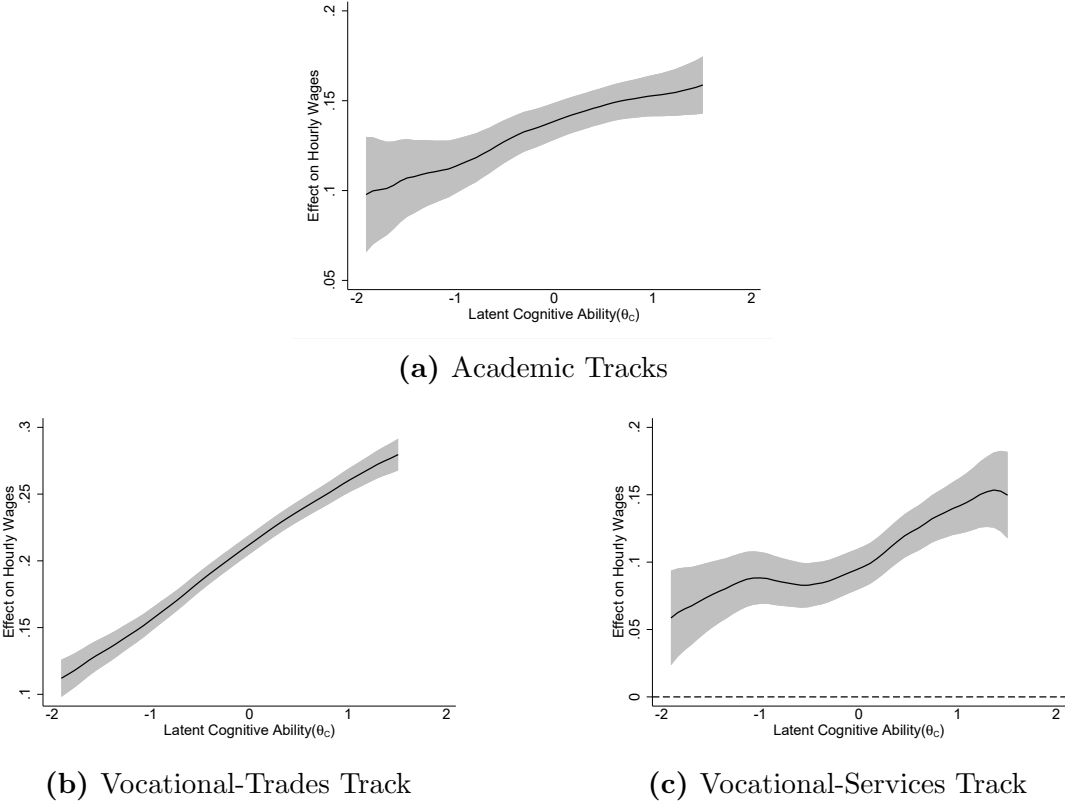 .2
.15
.1
.05
Effect on Hourly Wages
-2 -1 0 1 2
Latent Cognitive Ability(θC)
(a) Academic Tracks
.3
.25
.2
.15
.1
Effect on Hourly Wages
-2 -1 0 1 2
Latent Cognitive Ability(θC)
(b) Vocational-Trades Track
.2
.15
.1
.05
0
Effect on Hourly Wages
-2 -1 0 1 2
Latent Cognitive Ability(θC)
(c) Vocational-Services Track